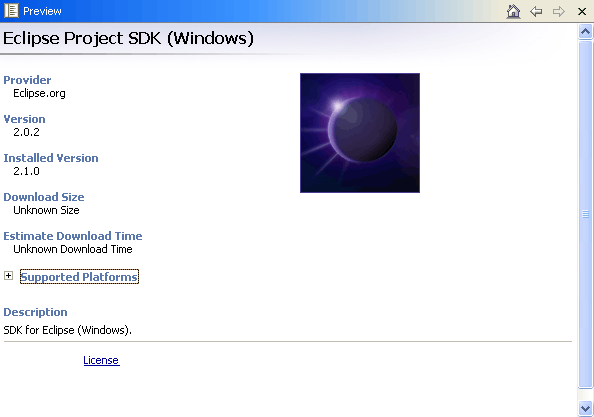 Preview
Eclipse Project SDK (Windows)
Provider
Eclipse.org
Version
2.0.2
Installed Version
2.1.0
Download Size
Unknown Size
Estimate Download Time
Unknown Download Time
Supported Platforms
Description
SDK for Eclipse (Windows).
License